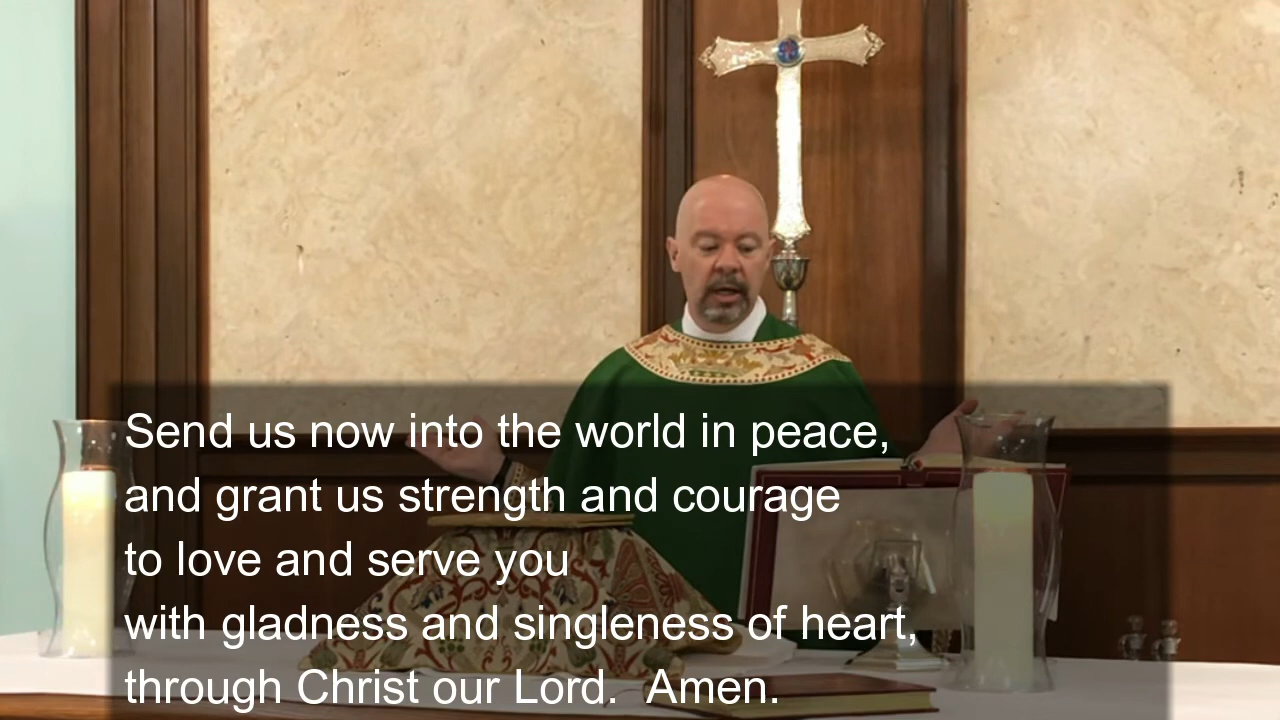 Send us now into the world in peace,
and grant us strength and courage
to love and serve you
with gladness and singleness of heart,
through Christ our Lord.  Amen.